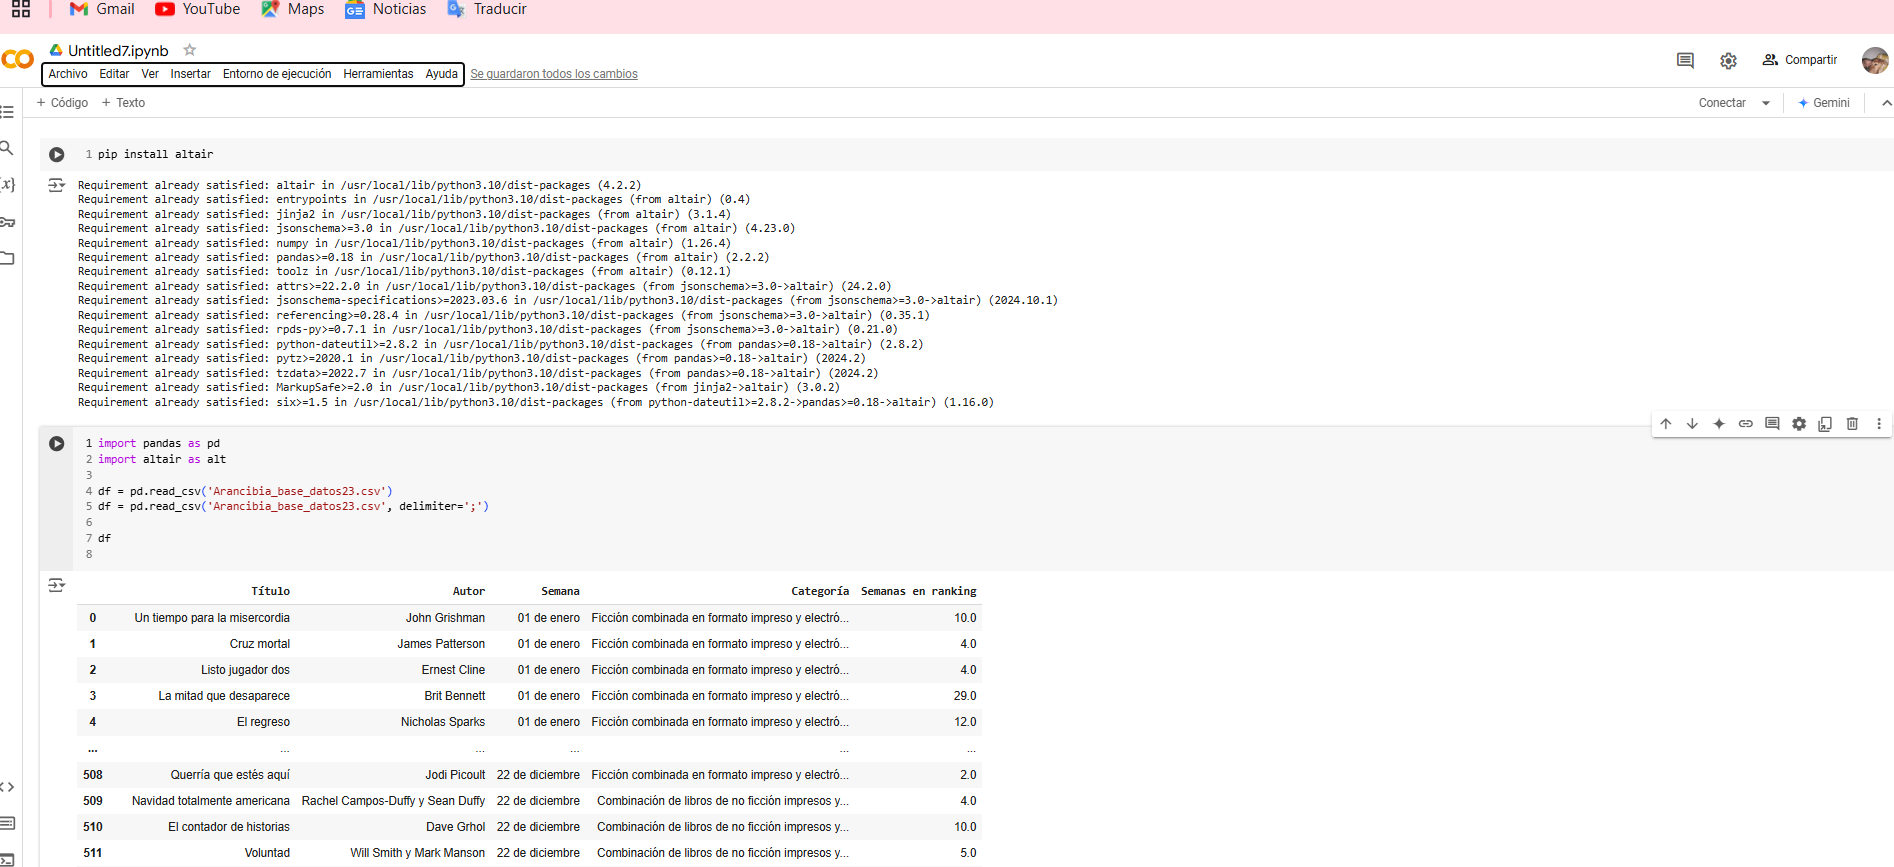 Gmail YouTube Maps Noticias Traducir
Untitled7.ipynb
Archivo Editar Ver Insertar Entorno de ejecución Herramientas Ayuda Se guardaron todos los cambios
Compartir
+ Código + Texto
Conectar Gemini
1 pip install altair
Requirement already satisfied: altair in /usr/local/lib/python3.10/dist-packages (4.2.2)
Requirement already satisfied: entrypoints in /usr/local/lib/python3.10/dist-packages (from altair) (0.4)
Requirement already satisfied: jinja2 in /usr/local/lib/python3.10/dist-packages (from altair) (3.1.4)
Requirement already satisfied: jsonschema>=3.0 in /usr/local/lib/python3.10/dist-packages (from altair) (4.23.0)
Requirement already satisfied: numpy in /usr/local/lib/python3.10/dist-packages (from altair) (1.26.4)
Requirement already satisfied: pandas>=0.18 in /usr/local/lib/python3.10/dist-packages (from altair) (2.2.2)
Requirement already satisfied: toolz in /usr/local/lib/python3.10/dist-packages (from altair) (0.12.1)
Requirement already satisfied: attrs>=22.2.0 in /usr/local/lib/python3.10/dist-packages (from jsonschema>=3.0->altair) (24.2.0)
Requirement already satisfied: jsonschema-specifications>=2023.03.6 in /usr/local/lib/python3.10/dist-packages (from jsonschema>=3.0->altair) (2024.10.1)
Requirement already satisfied: referencing>=0.28.4 in /usr/local/lib/python3.10/dist-packages (from jsonschema>=3.0->altair) (0.35.1)
Requirement already satisfied: rpds-py>=0.7.1 in /usr/local/lib/python3.10/dist-packages (from jsonschema>=3.0->altair) (0.21.0)
Requirement already satisfied: python-dateutil>=2.8.2 in /usr/local/lib/python3.10/dist-packages (from pandas>=0.18->altair) (2.8.2)
Requirement already satisfied: pytz>=2020.1 in /usr/local/lib/python3.10/dist-packages (from pandas>=0.18->altair) (2024.2)
Requirement already satisfied: tzdata>=2022.7 in /usr/local/lib/python3.10/dist-packages (from pandas>=0.18->altair) (2024.2)
Requirement already satisfied: MarkupSafe>=2.0 in /usr/local/lib/python3.10/dist-packages (from jinja2->altair) (3.0.2)
Requirement already satisfied: six>=1.5 in /usr/local/lib/python3.10/dist-packages (from python-dateutil>=2.8.2->pandas>=0.18->altair) (1.16.0)
1 import pandas as pd
2 import altair as alt
3
4 df = pd.read_csv('Arancibia_base_datos23.csv')
5 df = pd.read_csv('Arancibia_base_datos23.csv', delimiter=';')
6
7 df
8
Título Autor Semana Categoría Semanas en ranking
0 Un tiempo para la misercordia John Grishman 01 de enero Ficción combinada en formato impreso y electró... 10.0
1 Cruz mortal James Patterson 01 de enero Ficción combinada en formato impreso y electró... 4.0
2 Listo jugador dos Ernest Cline 01 de enero Ficción combinada en formato impreso y electró... 4.0
3 La mitad que desaparece Brit Bennett 01 de enero Ficción combinada en formato impreso y electró... 29.0
4 El regreso Nicholas Sparks 01 de enero Ficción combinada en formato impreso y electró... 12.0
... ... ... ... ... ...
508 Querría que estés aquí Jodi Picoult 22 de diciembre Ficción combinada en formato impreso y electró... 2.0
509 Navidad totalmente americana Rachel Campos-Duffy y Sean Duffy 22 de diciembre Combinación de libros de no ficción impresos y... 4.0
510 El contador de historias Dave Grhol 22 de diciembre Combinación de libros de no ficción impresos y... 10.0
511 Voluntad Will Smith y Mark Manson 22 de diciembre Combinación de libros de no ficción impresos y... 5.0